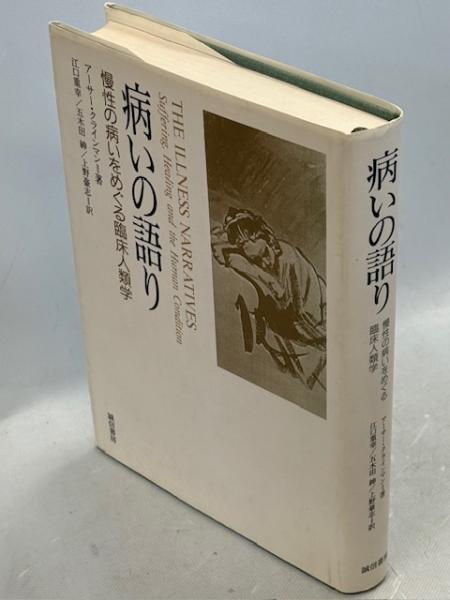 病いの語り
慢性の病いをめぐる臨床人類学
アーサー・クラインマン＝著
江口重幸／五木田 紳／上野豪志＝訳
THE ILLNESS NARRATIVES
Suffering, Healing, and the Human Condition
誠信書房
病いの語り
慢性の病いをめぐる
臨床人類学
アーサー・クラインマン＝著
江口重幸／五木田 紳／上野豪志＝訳
誠信書房